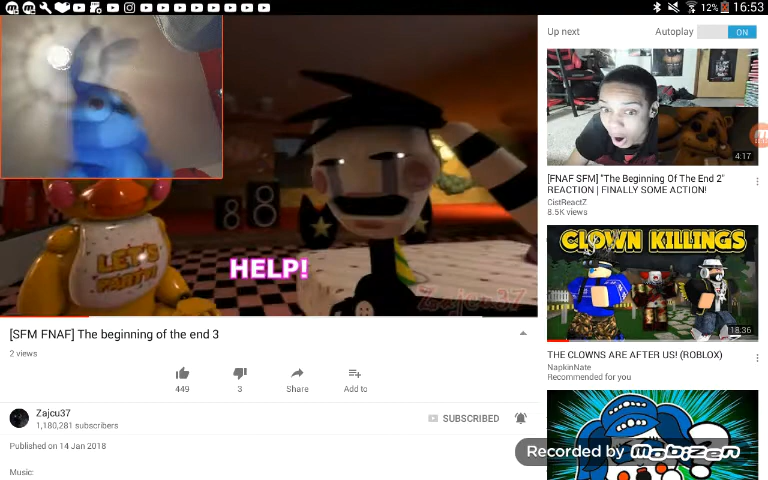 12% 16:53
Up next
Autoplay ON
LET'S
PARTY!
HELP!
Zajcu37
4:17
[FNAF SFM] "The Beginning Of The End 2"
REACTION | FINALLY SOME ACTION!
CistReactZ
8.5K views
CLOWN KILLINGS
18:36
THE CLOWNS ARE AFTER US! (ROBLOX)
NapkinNate
Recommended for you
[SFM FNAF] The beginning of the end 3
2 views
449
3
Share
Add to
Zajcu37
1,180,281 subscribers
SUBSCRIBED
Published on 14 Jan 2018
Music:
Recorded by Mobizen